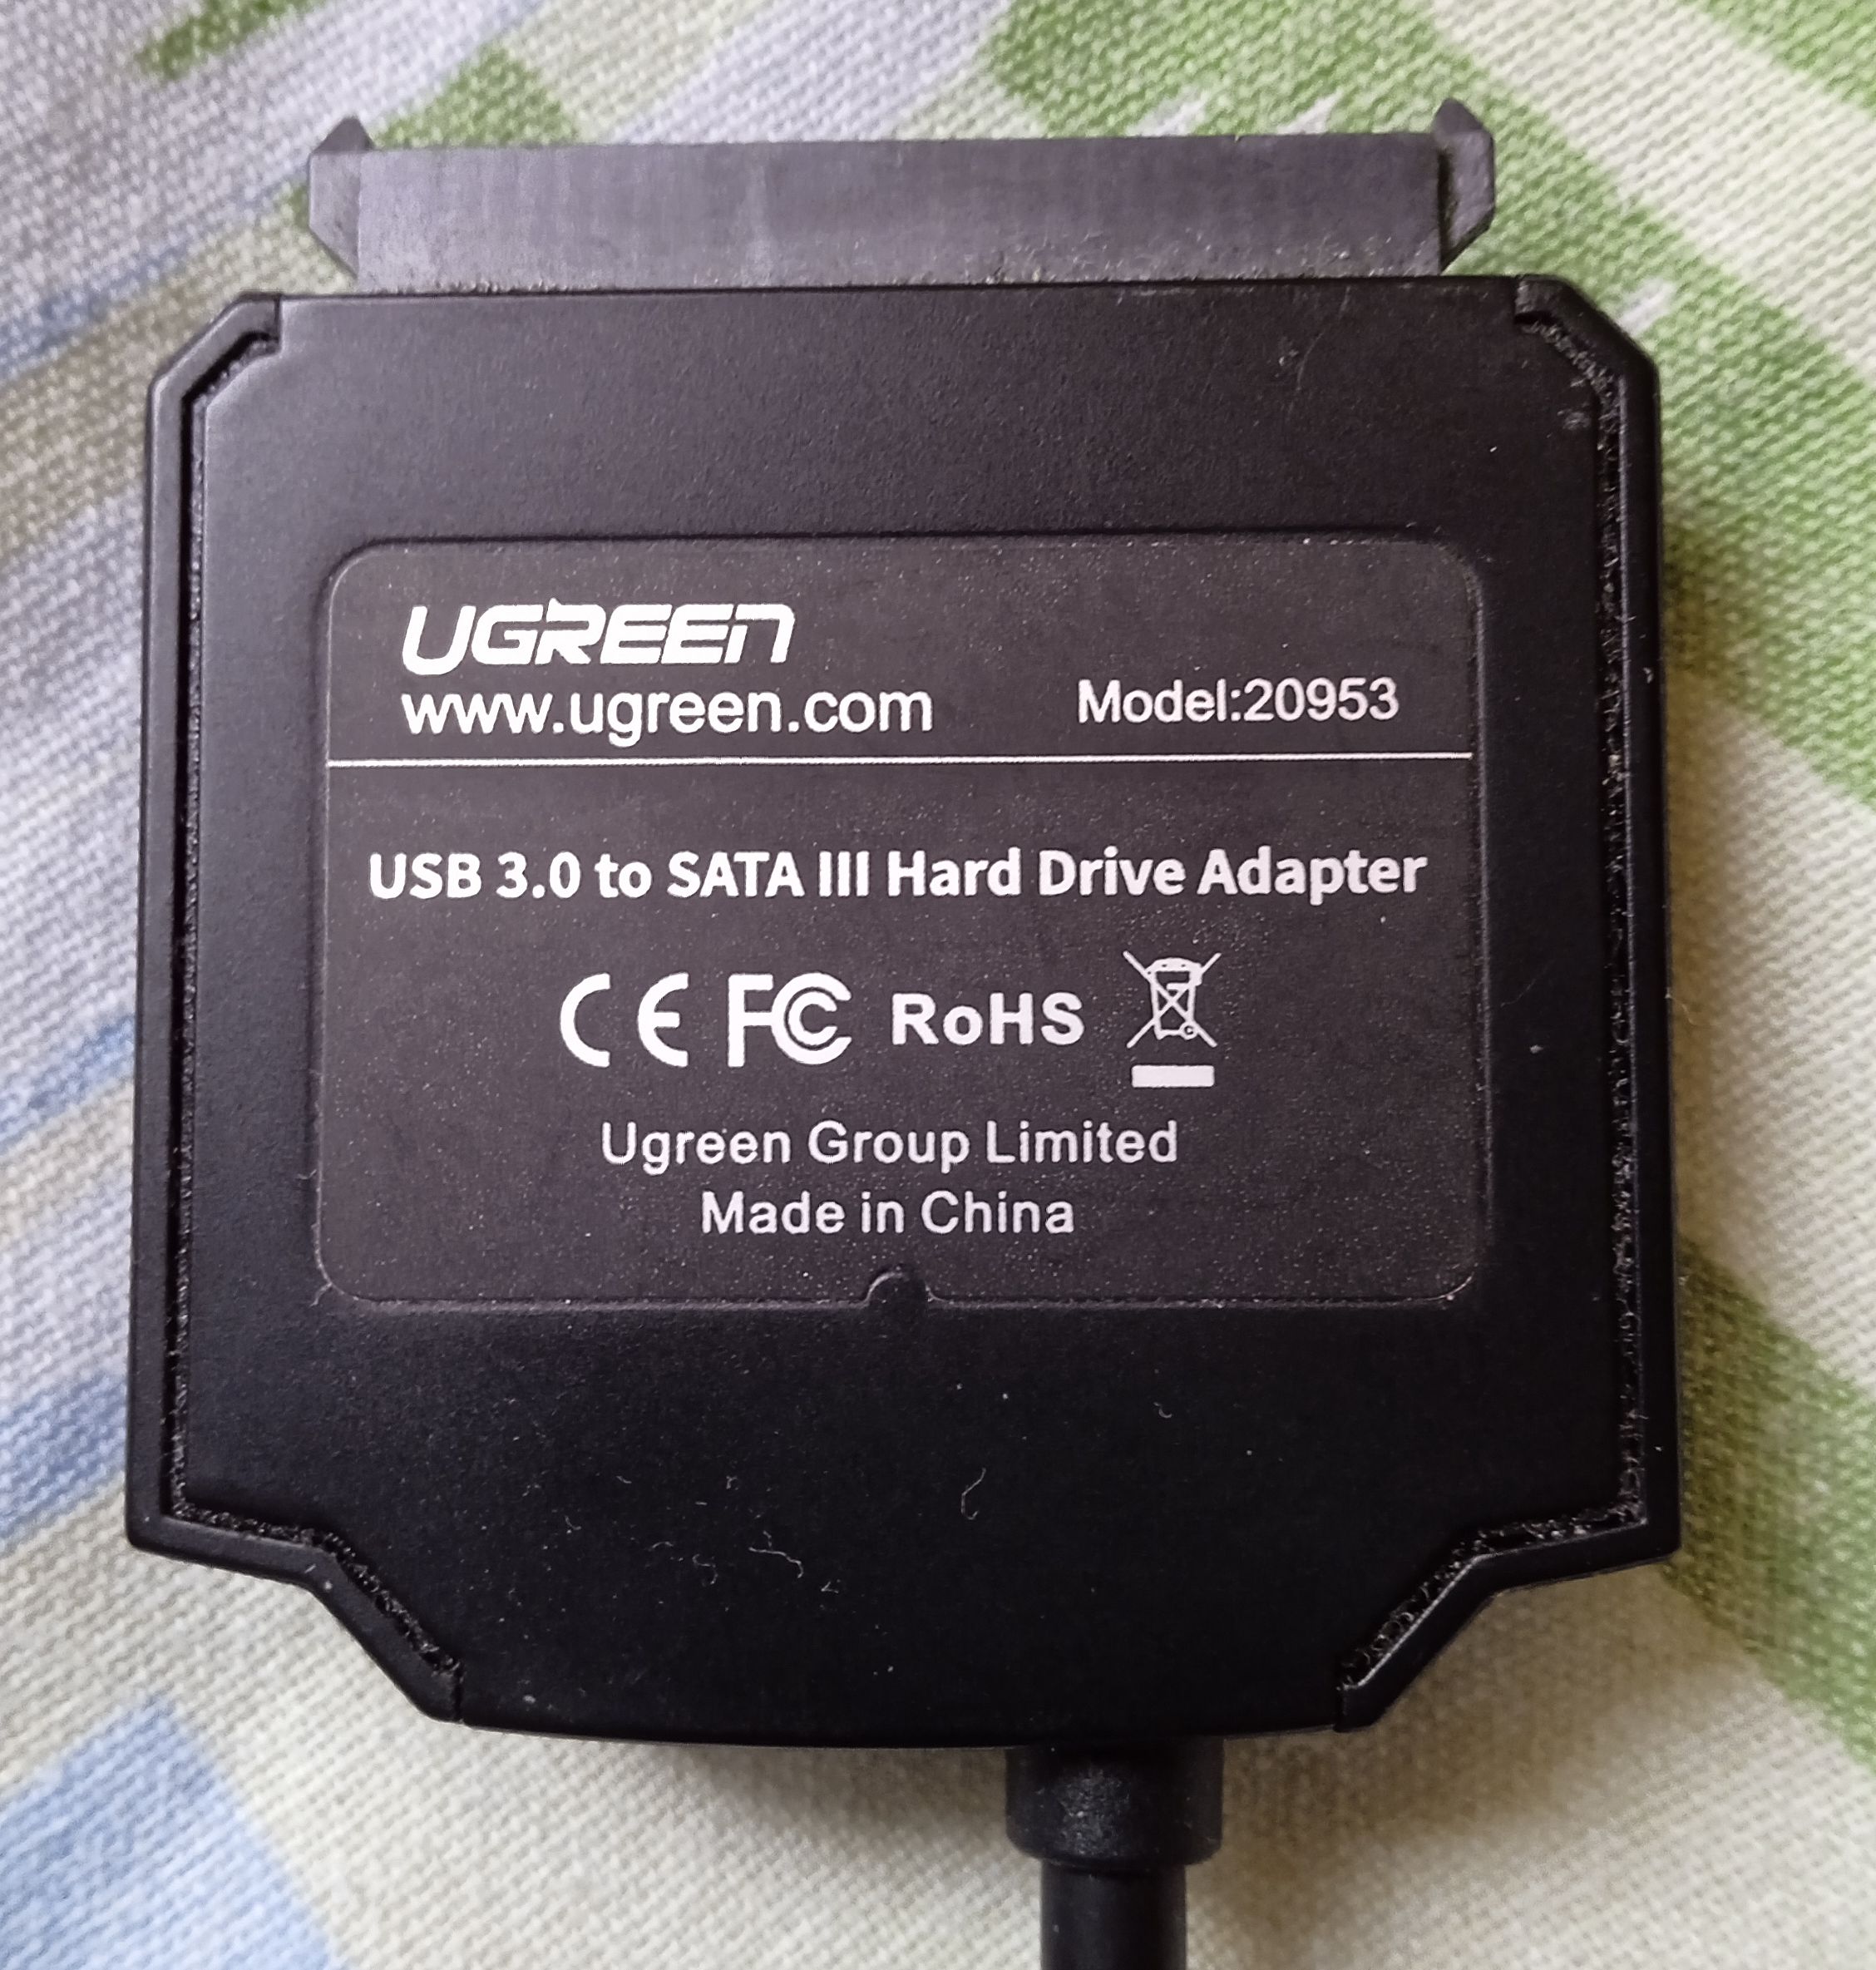 UGREEN
www.ugreen.com Model:20953
USB 3.0 to SATA III Hard Drive Adapter
CE FC RoHS
Ugreen Group Limited
Made in China